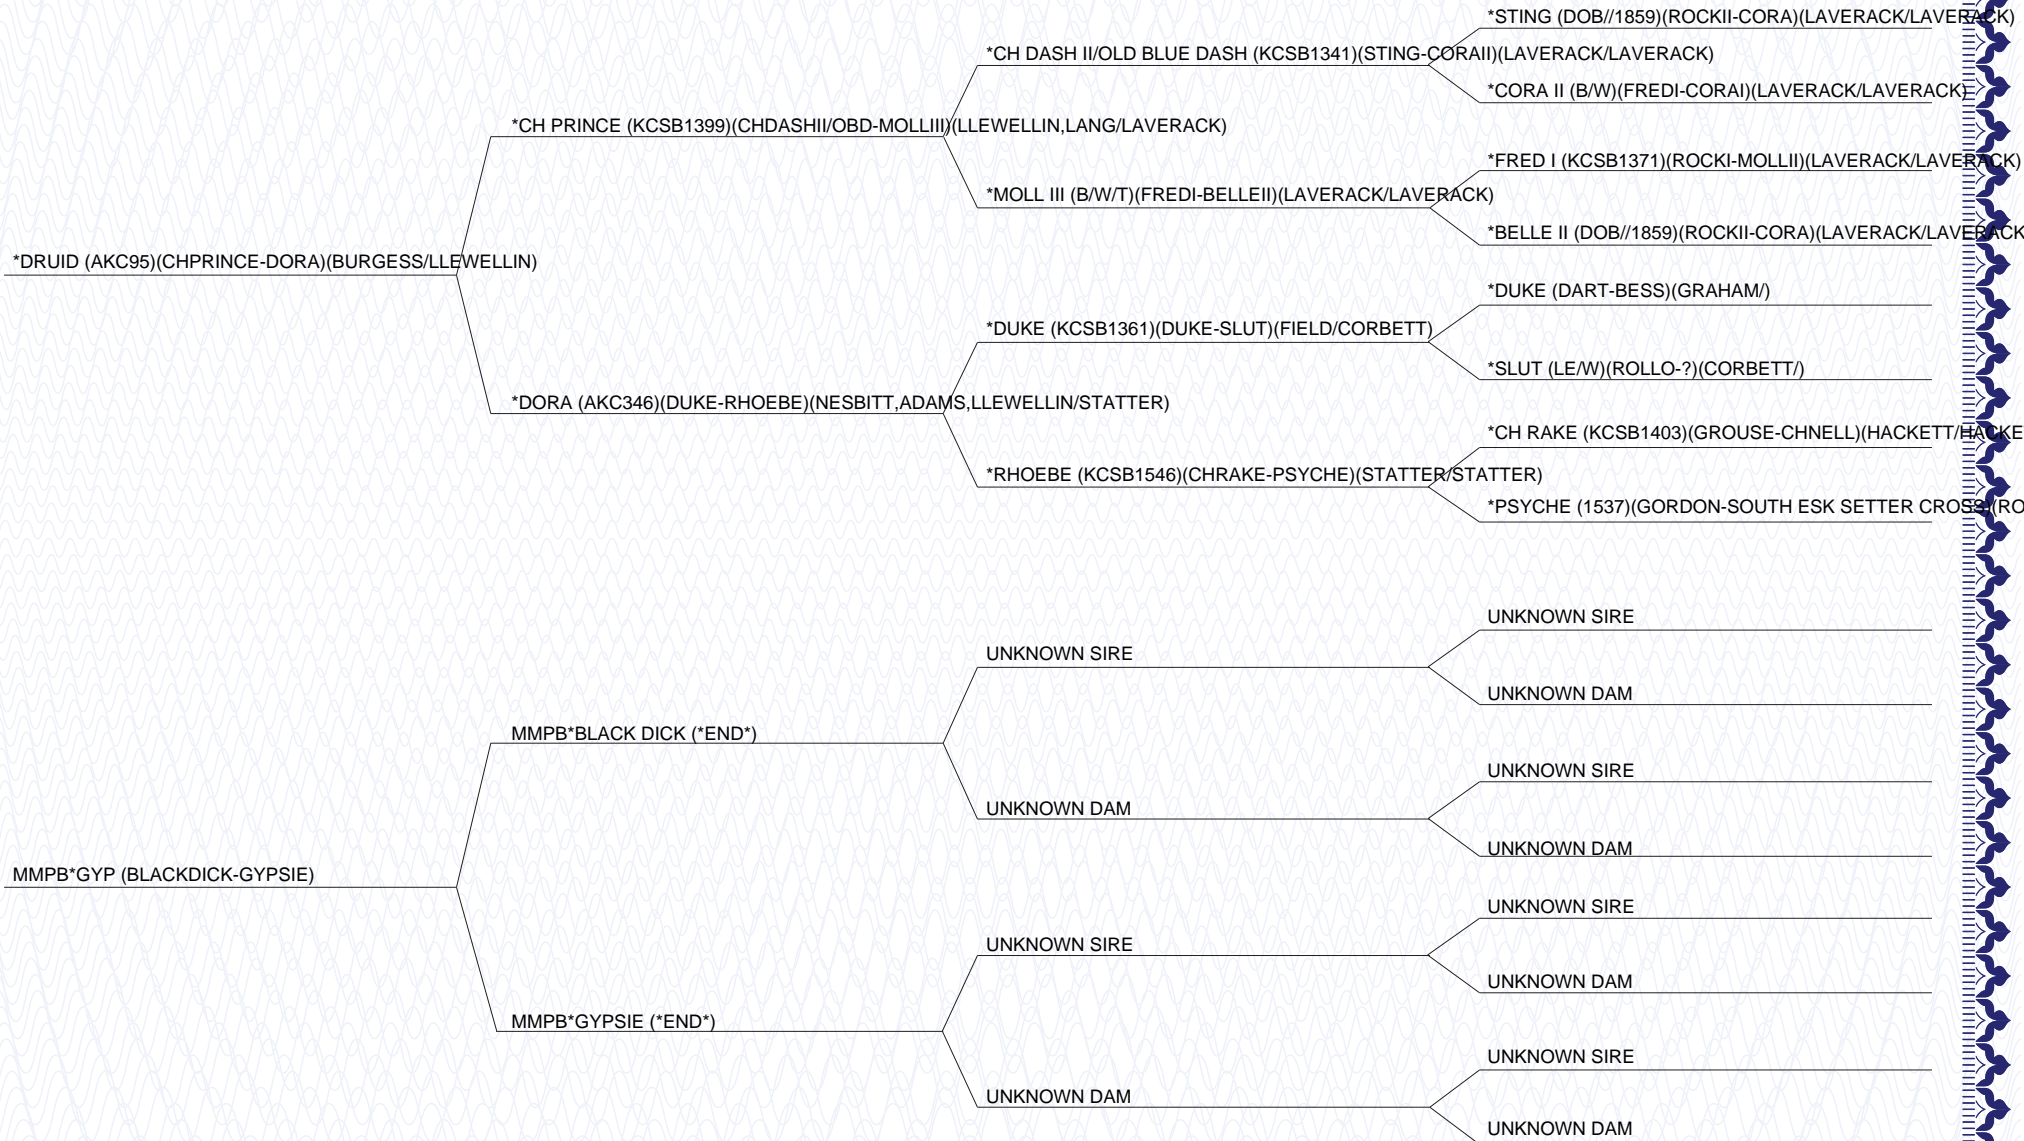 *STING (DOB//1859)(ROCKII-CORA)(LAVERACK/LAVERACK)
*CH DASH II/OLD BLUE DASH (KCSB1341)(STING-CORAII)(LAVERACK/LAVERACK)
*CORA II (B/W)(FREDI-CORAI)(LAVERACK/LAVERACK)
*CH PRINCE (KCSB1399)(CHDASHII/OBD-MOLLIII)(LLEWELLIN,LANG/LAVERACK)
*FRED I (KCSB1371)(ROCKI-MOLLII)(LAVERACK/LAVERACK)
*MOLL III (B/W/T)(FREDI-BELLEII)(LAVERACK/LAVERACK)
*BELLE II (DOB//1859)(ROCKII-CORA)(LAVERACK/LAVERACK
*DRUID (AKC95)(CHPRINCE-DORA)(BURGESS/LLEWELLIN)
*DUKE (DART-BESS)(GRAHAM/)
*DUKE (KCSB1361)(DUKE-SLUT)(FIELD/CORBETT)
*SLUT (LE/W)(ROLLO-?)(CORBETT/)
*DORA (AKC346)(DUKE-RHOEBE)(NESBITT,ADAMS,LLEWELLIN/STATTER)
*CH RAKE (KCSB1403)(GROUSE-CHNELL)(HACKETT/HACKE
*RHOEBE (KCSB1546)(CHRAKE-PSYCHE)(STATTER/STATTER)
*PSYCHE (1537)(GORDON-SOUTH ESK SETTER CROSS)(RO
UNKNOWN SIRE
UNKNOWN SIRE
UNKNOWN DAM
MMPB*BLACK DICK (*END*)
UNKNOWN SIRE
UNKNOWN DAM
UNKNOWN DAM
MMPB*GYP (BLACKDICK-GYPSIE)
UNKNOWN SIRE
UNKNOWN SIRE
UNKNOWN DAM
MMPB*GYPSIE (*END*)
UNKNOWN SIRE
UNKNOWN DAM
UNKNOWN DAM